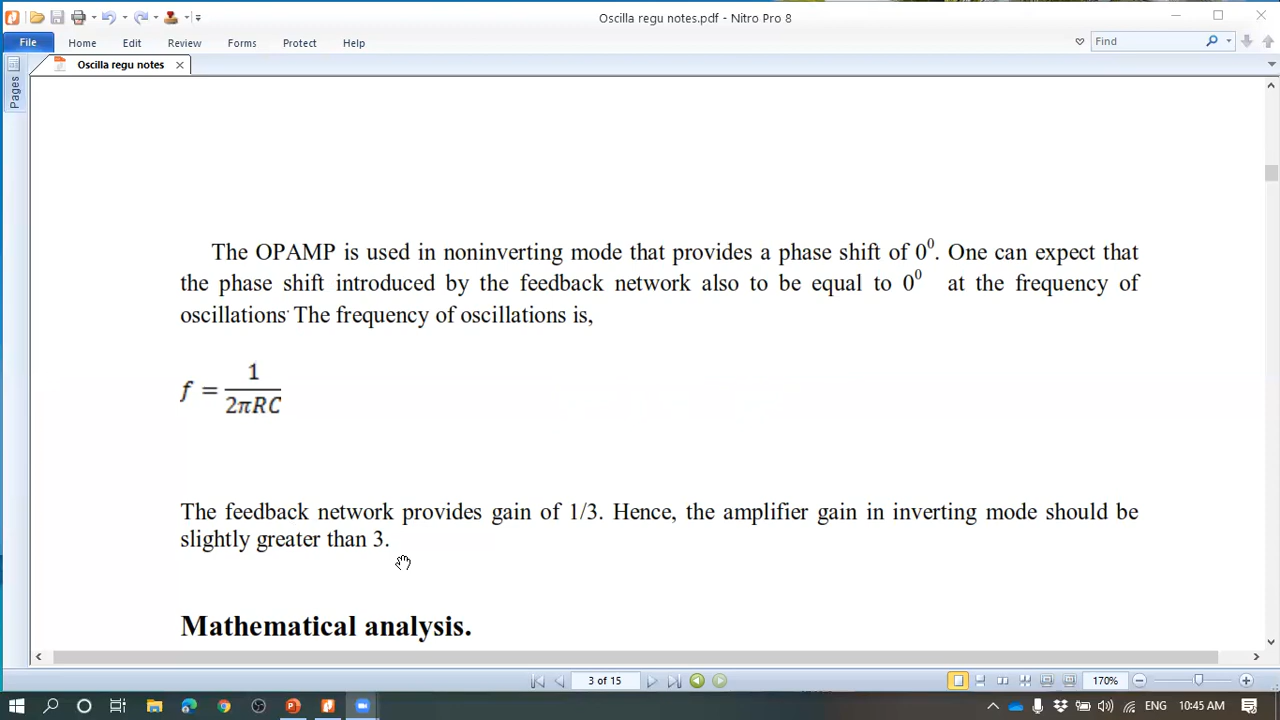 Oscilla regu notes.pdf - Nitro Pro 8
File Home Edit Review Forms Protect Help Find
Oscilla regu notes
Pages
The OPAMP is used in noninverting mode that provides a phase shift of 0⁰. One can expect that
the phase shift introduced by the feedback network also to be equal to 0⁰ at the frequency of
oscillations. The frequency of oscillations is,
f = 1/2πRC
The feedback network provides gain of 1/3. Hence, the amplifier gain in inverting mode should be
slightly greater than 3.
Mathematical analysis.
3 of 15 170%
ENG 10:45 AM